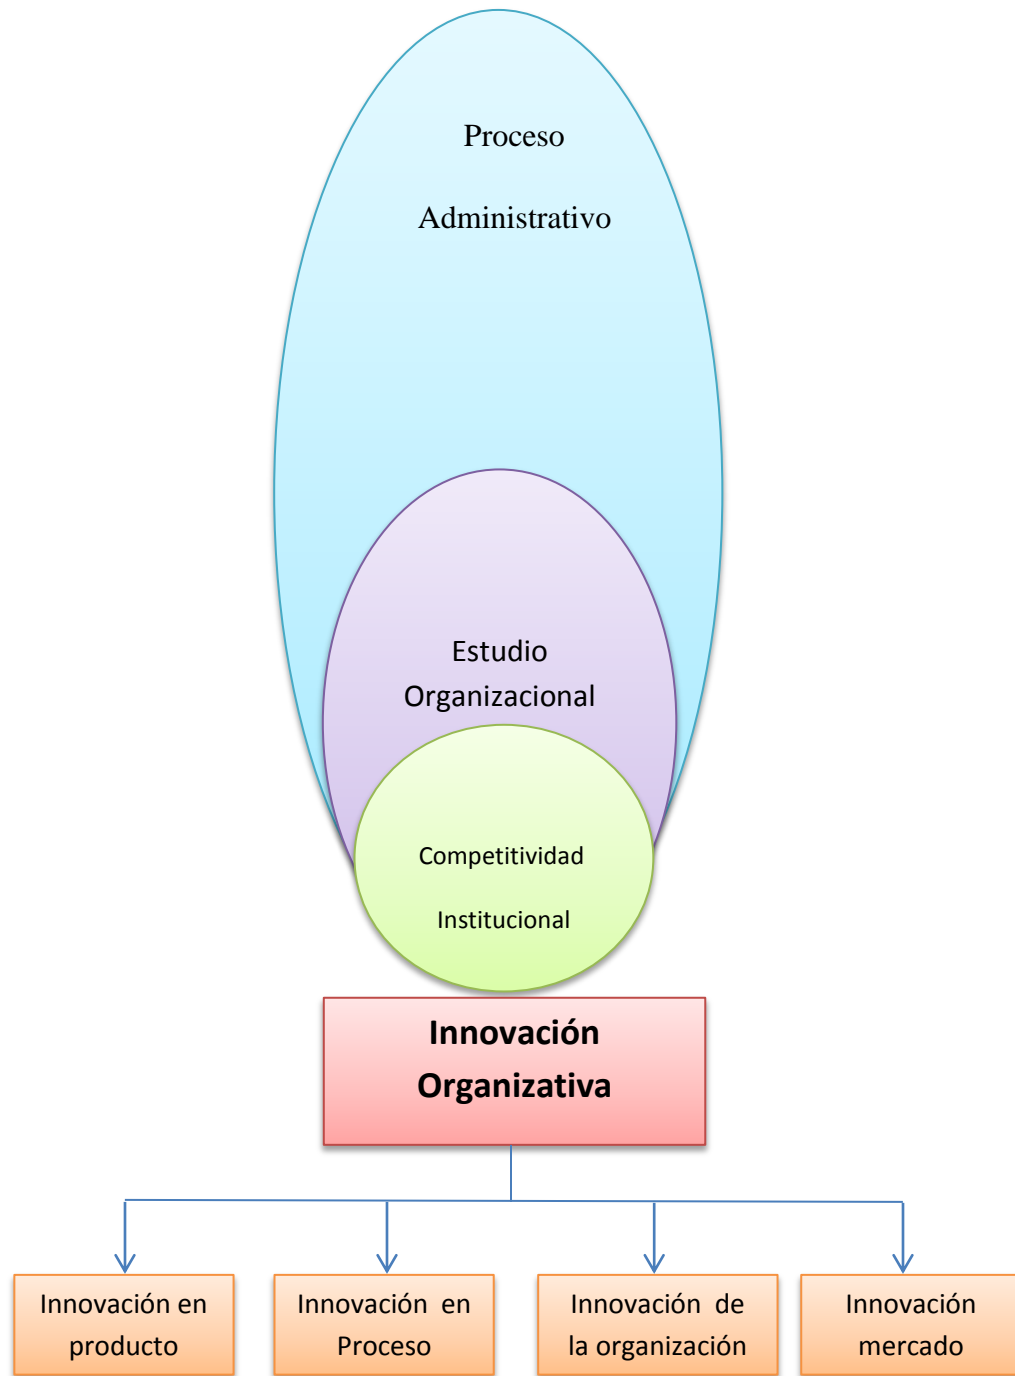 Proceso
Administrativo
Estudio
Organizacional
Competitividad
Institucional
Innovación
Organizativa
Innovación en
producto
Innovación en
Proceso
Innovación de
la organización
Innovación
mercado